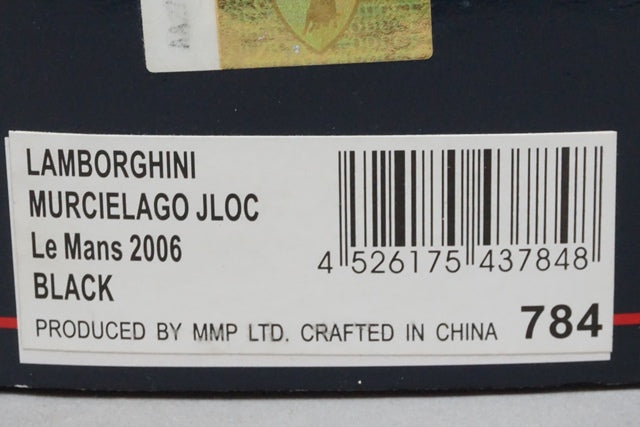 LAMBORGHINI
MURCIELAGO JLOC
Le Mans 2006
BLACK
4 526175 437848
PRODUCED BY MMP LTD. CRAFTED IN CHINA 784